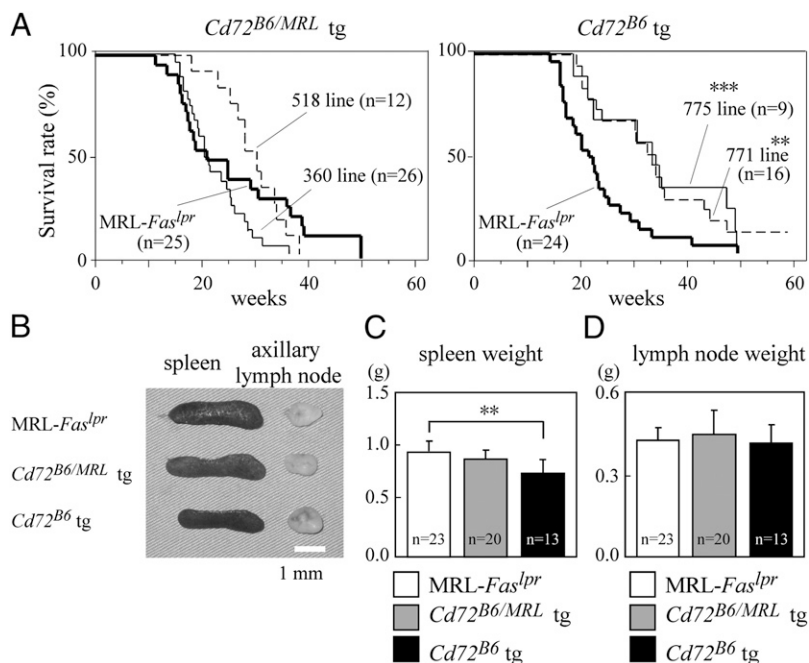 A
Cd72B6/MRL tg
Cd72B6 tg
Survival rate (%)
100
50
0
518 line (n=12)
360 line (n=26)
MRL-Faslpr
(n=25)
0
20
40
60
weeks
100
50
***
775 line (n=9)
**
771 line
(n=16)
MRL-Faslpr
(n=24)
0
20
40
60
weeks
B
spleen
axillary
lymph node
MRL-Faslpr
Cd72B6/MRL tg
Cd72B6 tg
1 mm
C
spleen weight
(g)
1.5
1.0
0.5
0.0
**
n=23
n=20
n=13
MRL-Faslpr
Cd72B6/MRL tg
Cd72B6 tg
D
lymph node weight
(g)
0.6
0.3
0.0
n=23
n=20
n=13
MRL-Faslpr
Cd72B6/MRL tg
Cd72B6 tg